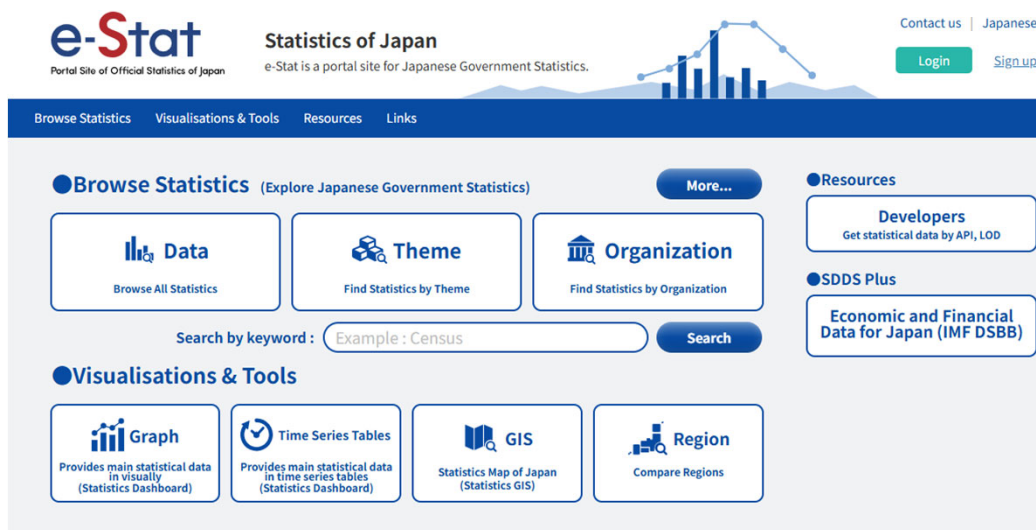 e-Stat
Portal Site of Official Statistics of Japan
Statistics of Japan
e-Stat is a portal site for Japanese Government Statistics.
Contact us | Japanese
Login Sign up
Browse Statistics Visualisations & Tools Resources Links
●Browse Statistics (Explore Japanese Government Statistics)
More...
Data
Browse All Statistics
Theme
Find Statistics by Theme
Organization
Find Statistics by Organization
Search by keyword : Example : Census Search
●Visualisations & Tools
Graph
Provides main statistical data
in visually
(Statistics Dashboard)
Time Series Tables
Provides main statistical data
in time series tables
(Statistics Dashboard)
GIS
Statistics Map of Japan
(Statistics GIS)
Region
Compare Regions
●Resources
Developers
Get statistical data by API, LOD
●SDDS Plus
Economic and Financial
Data for Japan (IMF DSBB)